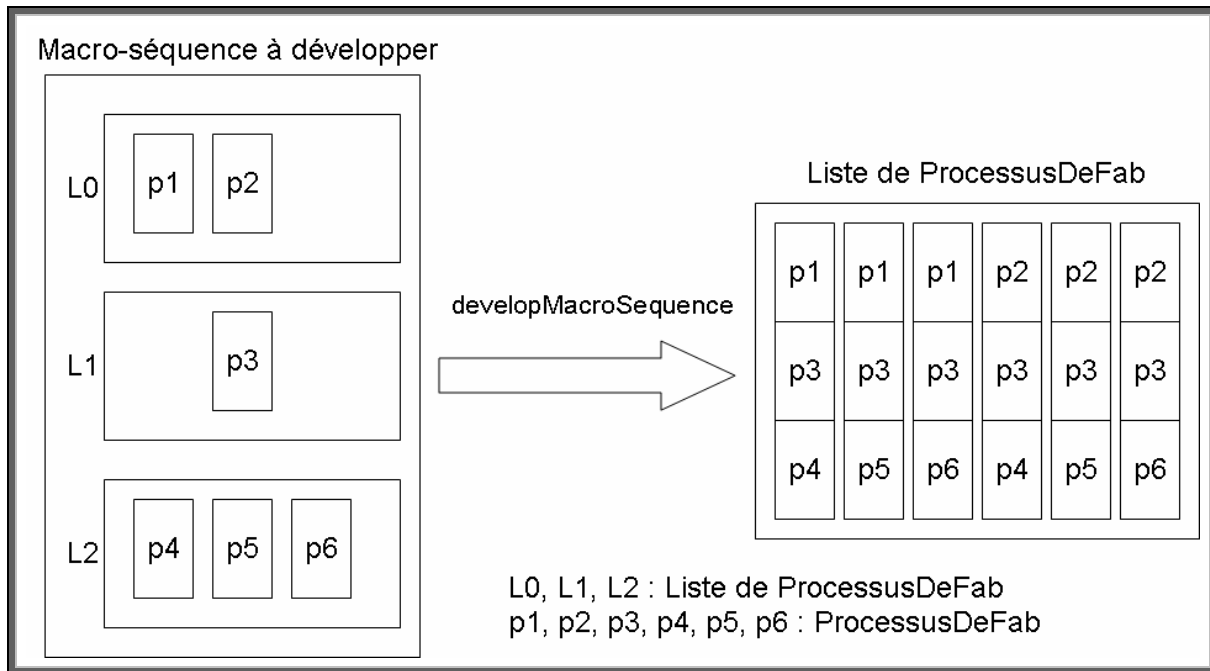 Macro-séquence à développer
L0
p1 p2
L1
p3
L2
p4 p5 p6
developMacroSequence
Liste de ProcessusDeFab
p1 p1 p1 p2 p2 p2
p3 p3 p3 p3 p3 p3
p4 p5 p6 p4 p5 p6
L0, L1, L2 : Liste de ProcessusDeFab
p1, p2, p3, p4, p5, p6 : ProcessusDeFab